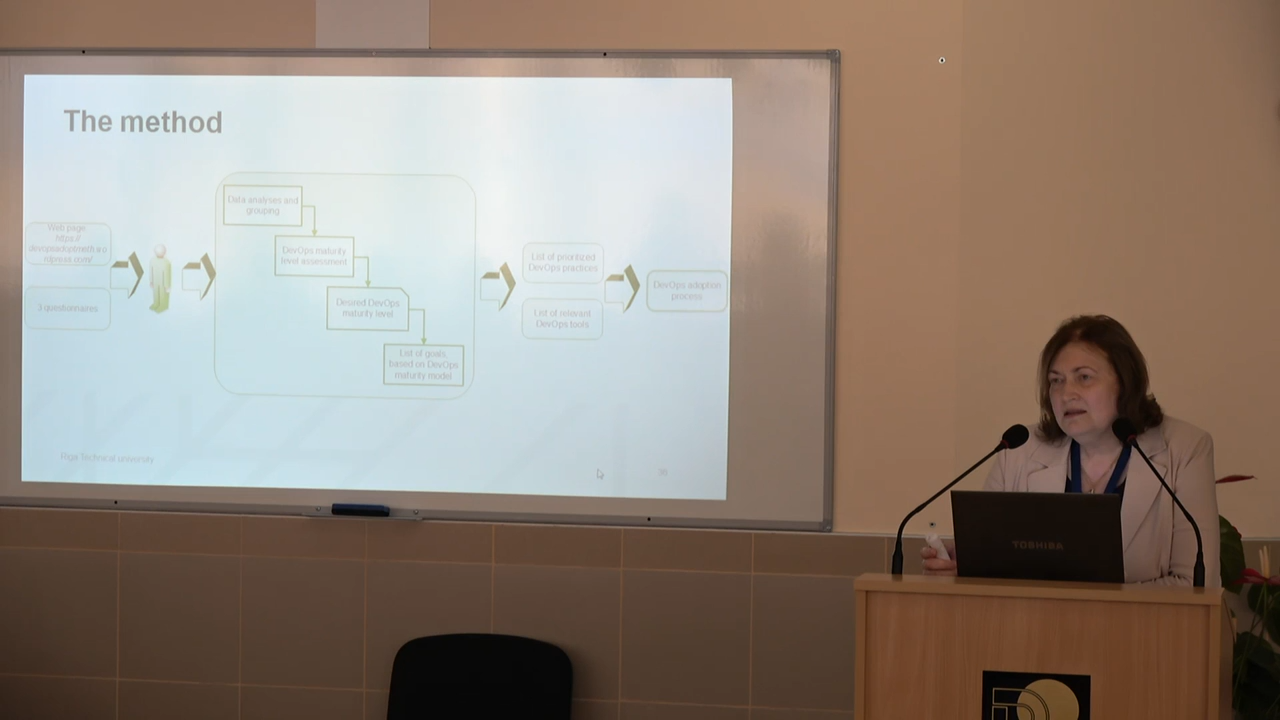 The method
Web page
https://
devopsadoptmethwo
rdpress.com/
3 questionnaires
Data analyses and
grouping
DevOps maturity
level assessment
Desired DevOps
maturity level
List of goals,
based on DevOps
maturity model
List of prioritized
DevOps practices
List of relevant
DevOps tools
DevOps adoption
process
Riga Technical university
TOSHIBA